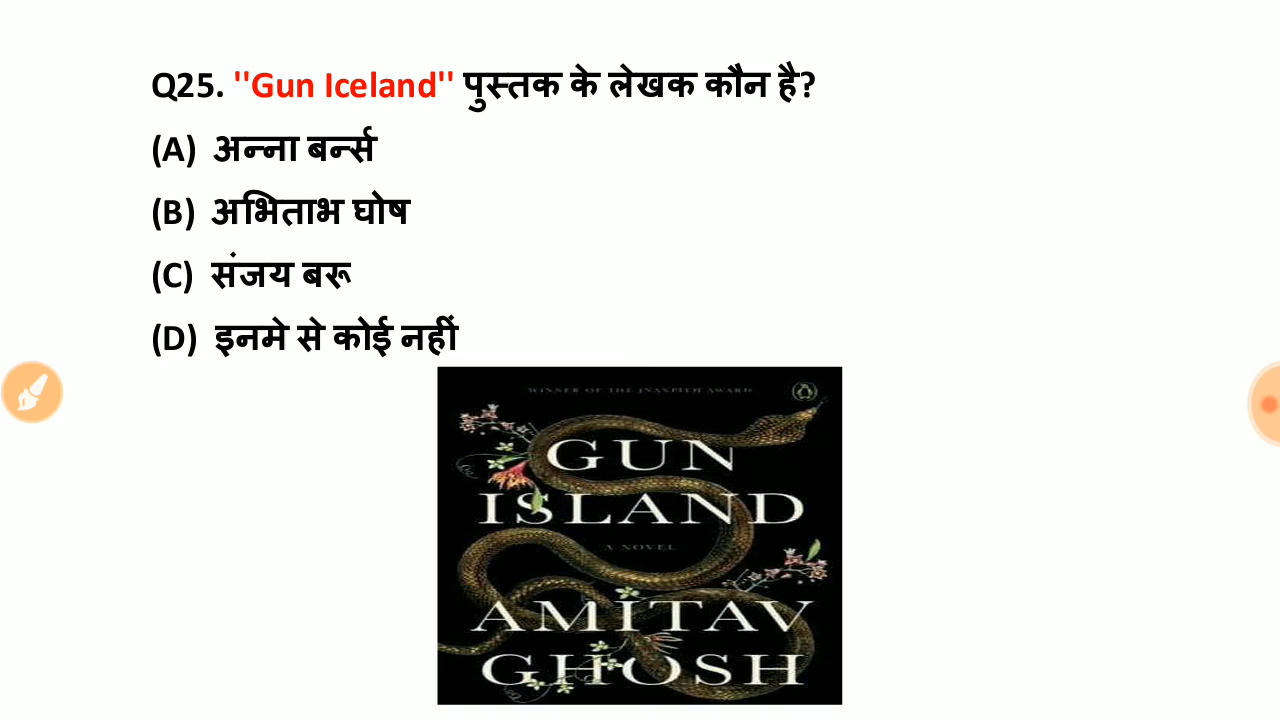 Q25. ''Gun Iceland'' पुस्तक के लेखक कौन है?
(A) अन्ना बर्न्स
(B) अभिताभ घोष
(C) संजय बरू
(D) इनमे से कोई नहीं
WINNER OF THE JNANPITH AWARD
GUN
ISLAND
A NOVEL
AMITAV
GHOSH